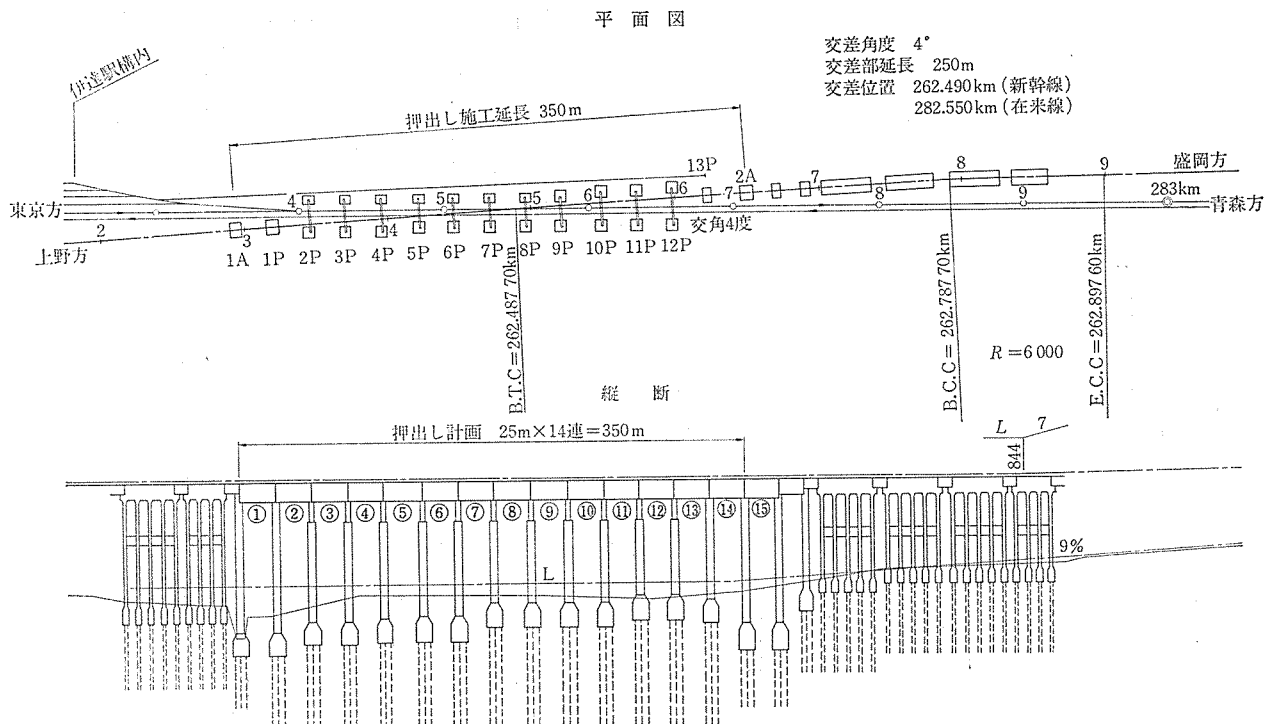 平面図
交差角度 4°
交差部延長 250m
交差位置 262.490km (新幹線)
282.550km (在来線)
伊達駅構内
押出し施工延長 350m
13P
2A
7
8
9
盛岡方
東京方
4
5
5
6
6
7
8
9
283km
青森方
上野方
2
3
4
交角4度
1A 1P 2P 3P 4P 5P 6P 7P 8P 9P 10P 11P 12P
B.T.C=262.487 70km
B.C.C=262.787 70km
R=6 000
E.C.C=262.897 60km
縦断
押出し計画 25m×14連=350m
L 7
844
① ② ③ ④ ⑤ ⑥ ⑦ ⑧ ⑨ ⑩ ⑪ ⑫ ⑬ ⑭ ⑮
L
9%